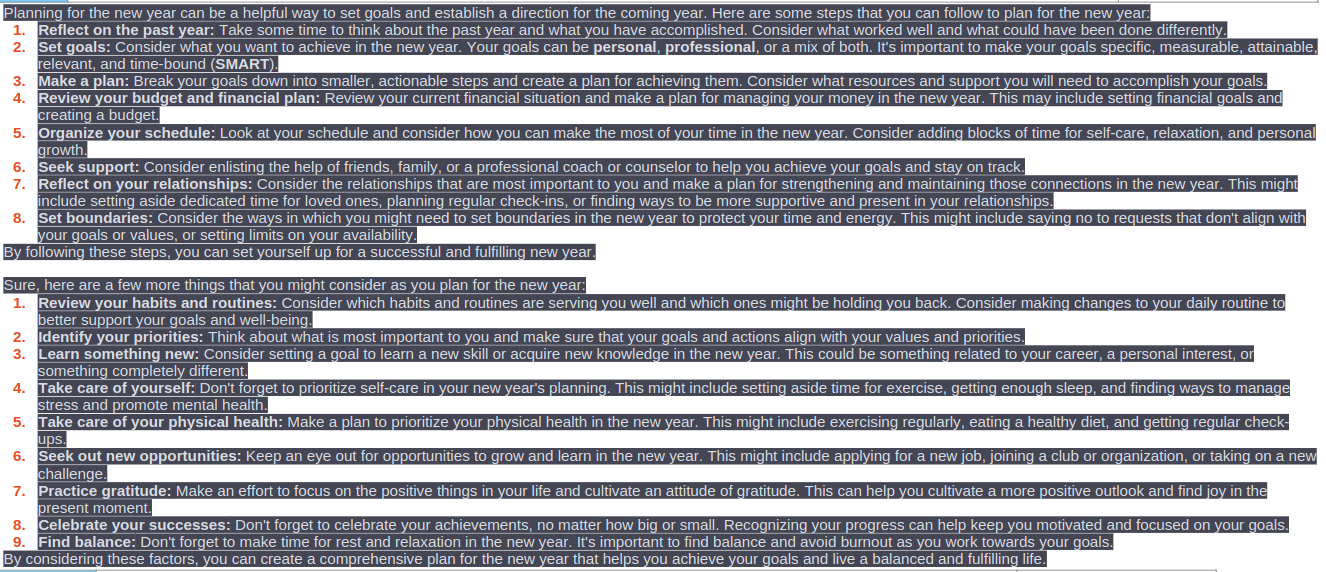 Planning for the new year can be a helpful way to set goals and establish a direction for the coming year. Here are some steps that you can follow to plan for the new year:
1. Reflect on the past year: Take some time to think about the past year and what you have accomplished. Consider what worked well and what could have been done differently.
2. Set goals: Consider what you want to achieve in the new year. Your goals can be personal, professional, or a mix of both. It's important to make your goals specific, measurable, attainable,
relevant, and time-bound (SMART).
3. Make a plan: Break your goals down into smaller, actionable steps and create a plan for achieving them. Consider what resources and support you will need to accomplish your goals.
4. Review your budget and financial plan: Review your current financial situation and make a plan for managing your money in the new year. This may include setting financial goals and
creating a budget.
5. Organize your schedule: Look at your schedule and consider how you can make the most of your time in the new year. Consider adding blocks of time for self-care, relaxation, and personal
growth.
6. Seek support: Consider enlisting the help of friends, family, or a professional coach or counselor to help you achieve your goals and stay on track.
7. Reflect on your relationships: Consider the relationships that are most important to you and make a plan for strengthening and maintaining those connections in the new year. This might
include setting aside dedicated time for loved ones, planning regular check-ins, or finding ways to be more supportive and present in your relationships.
8. Set boundaries: Consider the ways in which you might need to set boundaries in the new year to protect your time and energy. This might include saying no to requests that don't align with
your goals or values, or setting limits on your availability.
By following these steps, you can set yourself up for a successful and fulfilling new year.
Sure, here are a few more things that you might consider as you plan for the new year:
1. Review your habits and routines: Consider which habits and routines are serving you well and which ones might be holding you back. Consider making changes to your daily routine to
better support your goals and well-being.
2. Identify your priorities: Think about what is most important to you and make sure that your goals and actions align with your values and priorities.
3. Learn something new: Consider setting a goal to learn a new skill or acquire new knowledge in the new year. This could be something related to your career, a personal interest, or
something completely different.
4. Take care of yourself: Don't forget to prioritize self-care in your new year's planning. This might include setting aside time for exercise, getting enough sleep, and finding ways to manage
stress and promote mental health.
5. Take care of your physical health: Make a plan to prioritize your physical health in the new year. This might include exercising regularly, eating a healthy diet, and getting regular check-
ups.
6. Seek out new opportunities: Keep an eye out for opportunities to grow and learn in the new year. This might include applying for a new job, joining a club or organization, or taking on a new
challenge.
7. Practice gratitude: Make an effort to focus on the positive things in your life and cultivate an attitude of gratitude. This can help you cultivate a more positive outlook and find joy in the
present moment.
8. Celebrate your successes: Don't forget to celebrate your achievements, no matter how big or small. Recognizing your progress can help keep you motivated and focused on your goals.
9. Find balance: Don't forget to make time for rest and relaxation in the new year. It's important to find balance and avoid burnout as you work towards your goals.
By considering these factors, you can create a comprehensive plan for the new year that helps you achieve your goals and live a balanced and fulfilling life.